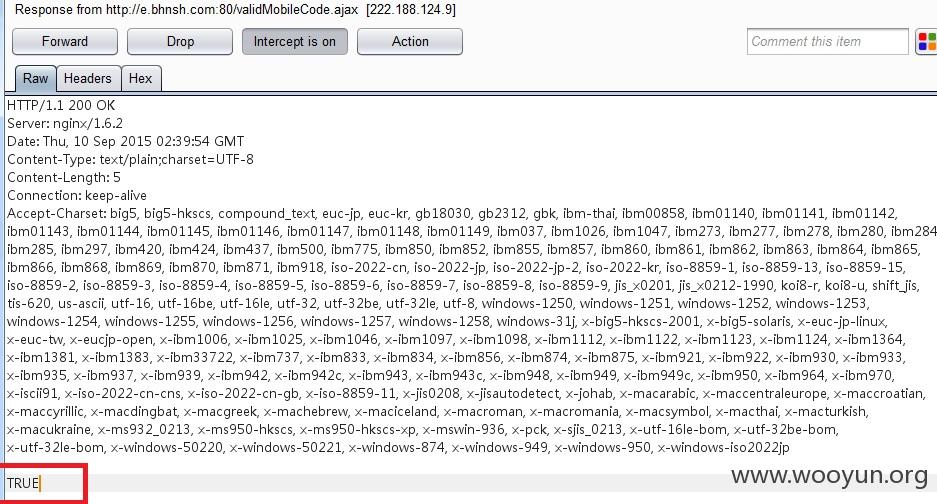 Response from http://e.bhnsh.com:80/validMobileCode.ajax [222.188.124.9]
Forward Drop Intercept is on Action Comment this item
Raw Headers Hex
HTTP/1.1 200 OK
Server: nginx/1.6.2
Date: Thu, 10 Sep 2015 02:39:54 GMT
Content-Type: text/plain;charset=UTF-8
Content-Length: 5
Connection: keep-alive
Accept-Charset: big5, big5-hkscs, compound_text, euc-jp, euc-kr, gb18030, gb2312, gbk, ibm-thai, ibm00858, ibm01140, ibm01141, ibm01142,
ibm01143, ibm01144, ibm01145, ibm01146, ibm01147, ibm01148, ibm01149, ibm037, ibm1026, ibm1047, ibm273, ibm277, ibm278, ibm280, ibm284
ibm285, ibm297, ibm420, ibm424, ibm437, ibm500, ibm775, ibm850, ibm852, ibm855, ibm857, ibm860, ibm861, ibm862, ibm863, ibm864, ibm865,
ibm866, ibm868, ibm869, ibm870, ibm871, ibm918, iso-2022-cn, iso-2022-jp, iso-2022-jp-2, iso-2022-kr, iso-8859-1, iso-8859-13, iso-8859-15,
iso-8859-2, iso-8859-3, iso-8859-4, iso-8859-5, iso-8859-6, iso-8859-7, iso-8859-8, iso-8859-9, jis_x0201, jis_x0212-1990, koi8-r, koi8-u, shift_jis,
tis-620, us-ascii, utf-16, utf-16be, utf-16le, utf-32, utf-32be, utf-32le, utf-8, windows-1250, windows-1251, windows-1252, windows-1253,
windows-1254, windows-1255, windows-1256, windows-1257, windows-1258, windows-31j, x-big5-hkscs-2001, x-big5-solaris, x-euc-jp-linux,
x-euc-tw, x-eucjp-open, x-ibm1006, x-ibm1025, x-ibm1046, x-ibm1097, x-ibm1098, x-ibm1112, x-ibm1122, x-ibm1123, x-ibm1124, x-ibm1364,
x-ibm1381, x-ibm1383, x-ibm33722, x-ibm737, x-ibm833, x-ibm834, x-ibm856, x-ibm874, x-ibm875, x-ibm921, x-ibm922, x-ibm930, x-ibm933,
x-ibm935, x-ibm937, x-ibm939, x-ibm942, x-ibm942c, x-ibm943, x-ibm943c, x-ibm948, x-ibm949, x-ibm949c, x-ibm950, x-ibm964, x-ibm970,
x-iscii91, x-iso-2022-cn-cns, x-iso-2022-cn-gb, x-iso-8859-11, x-jis0208, x-jisautodetect, x-johab, x-macarabic, x-maccentraleurope, x-maccroatian,
x-maccyrillic, x-macdingbat, x-macgreek, x-machebrew, x-maciceland, x-macroman, x-macromania, x-macsymbol, x-macthai, x-macturkish,
x-macukraine, x-ms932_0213, x-ms950-hkscs, x-ms950-hkscs-xp, x-mswin-936, x-pck, x-sjis_0213, x-utf-16le-bom, x-utf-32be-bom,
x-utf-32le-bom, x-windows-50220, x-windows-50221, x-windows-874, x-windows-949, x-windows-950, x-windows-iso2022jp
TRUE
www.wooyun.org